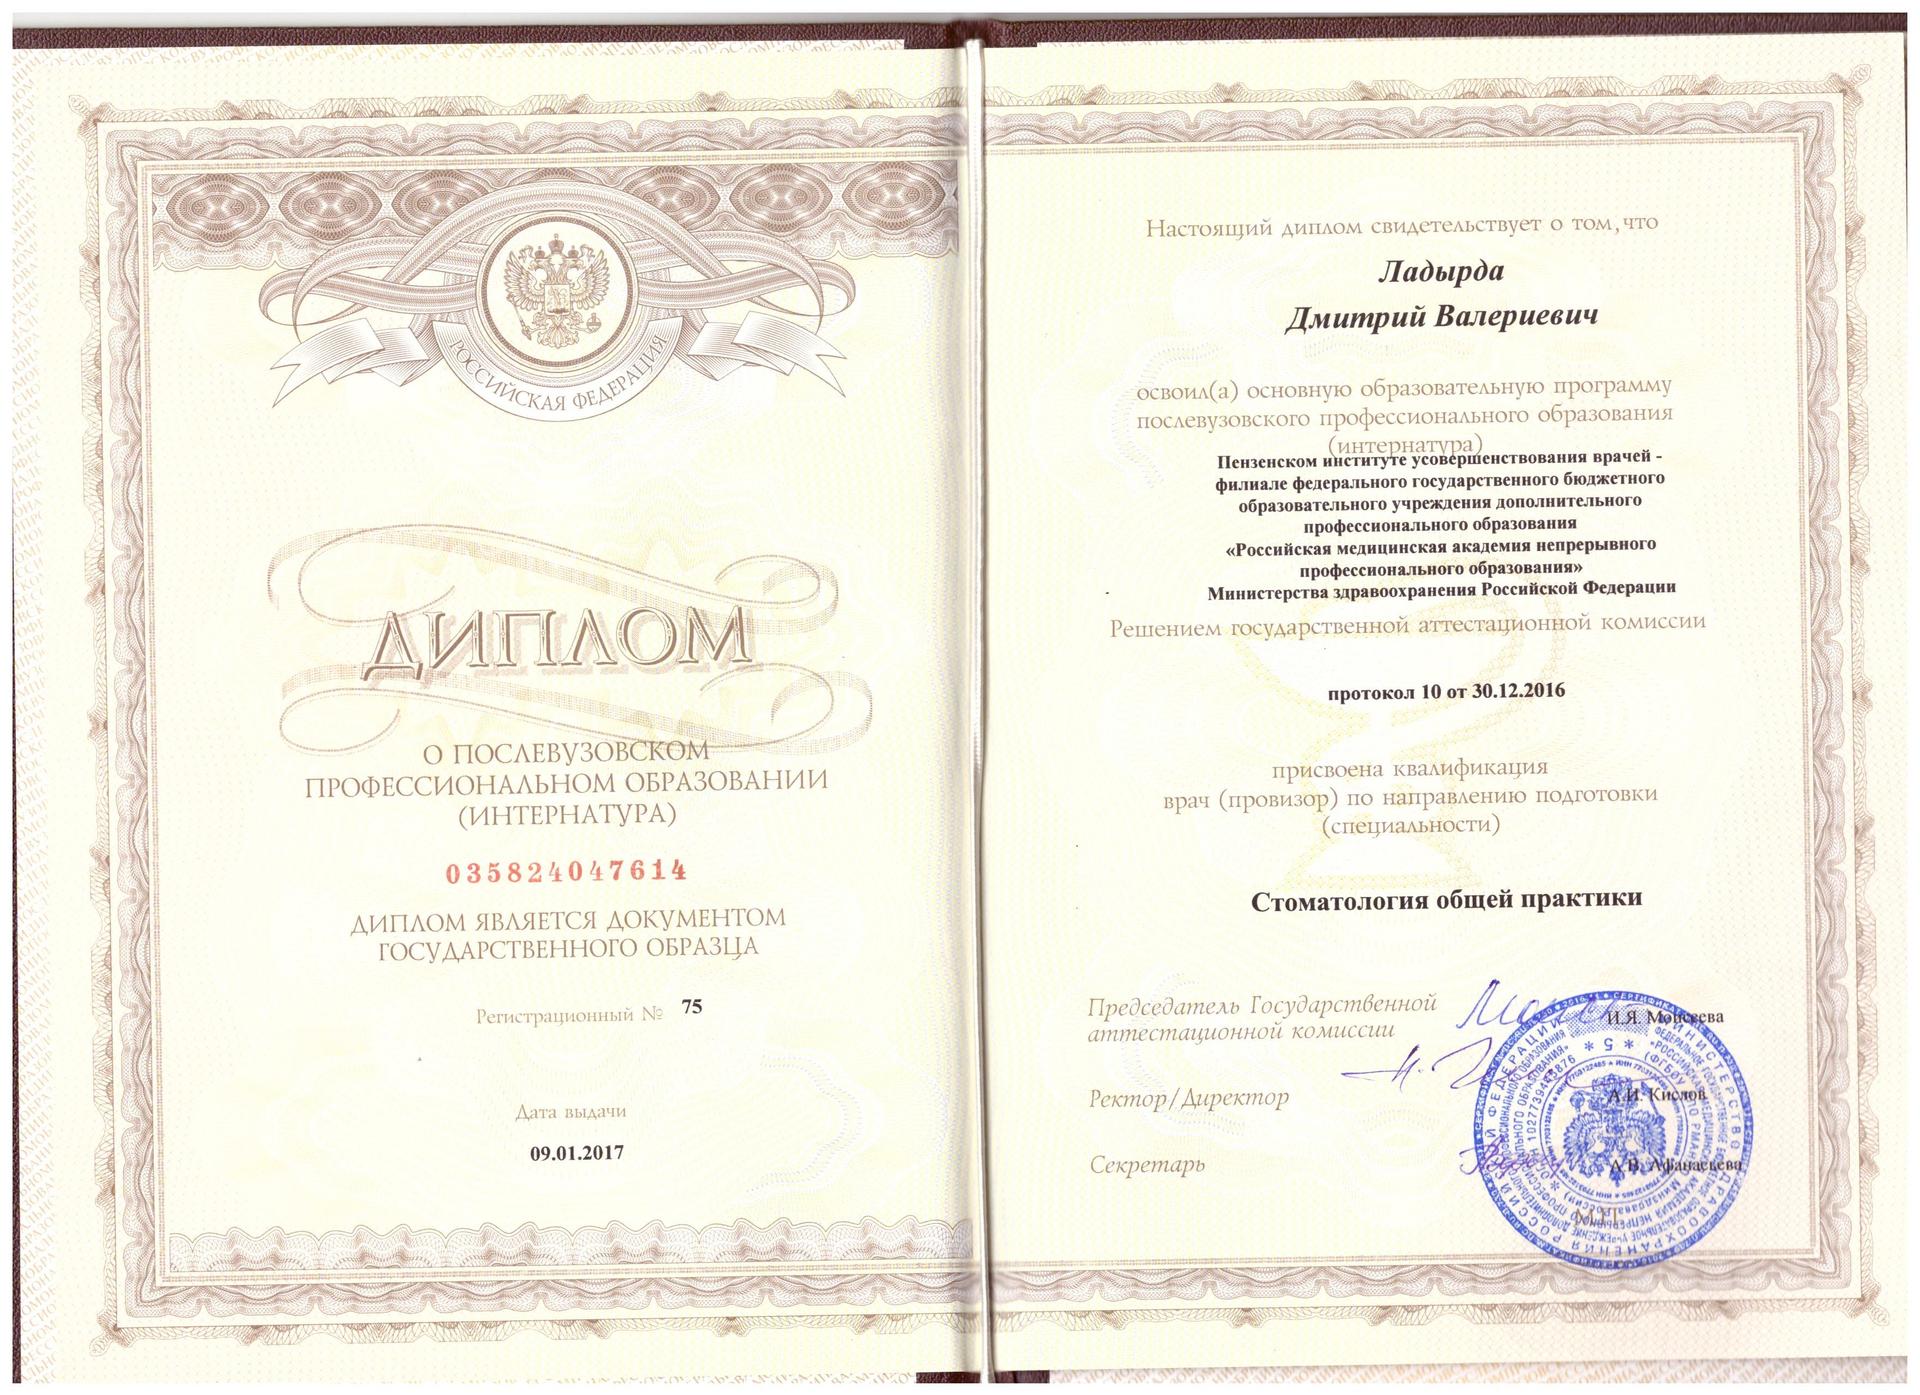 РОССИЙСКАЯ ФЕДЕРАЦИЯ
ДИПЛОМ
О ПОСЛЕВУЗОВСКОМ
ПРОФЕССИОНАЛЬНОМ ОБРАЗОВАНИИ
(ИНТЕРНАТУРА)
035824047614
ДИПЛОМ ЯВЛЯЕТСЯ ДОКУМЕНТОМ
ГОСУДАРСТВЕННОГО ОБРАЗЦА
Регистрационный № 75
Дата выдачи
09.01.2017
Настоящий диплом свидетельствует о том, что
Ладырда
Дмитрий Валериевич
освоил(а) основную образовательную программу
послевузовского профессионального образования
(интернатура)
Пензенском институте усовершенствования врачей -
филиале федерального государственного бюджетного
образовательного учреждения дополнительного
профессионального образования
«Российская медицинская академия непрерывного
профессионального образования»
Министерства здравоохранения Российской Федерации
Решением государственной аттестационной комиссии
протокол 10 от 30.12.2016
присвоена квалификация
врач (провизор) по направлению подготовки
(специальности)
Стоматология общей практики
Председатель Государственной
аттестационной комиссии
И.Я. Моисеева
Ректор/Директор
А.И. Кислов
Секретарь
А.В. Афанасьева
М.П.